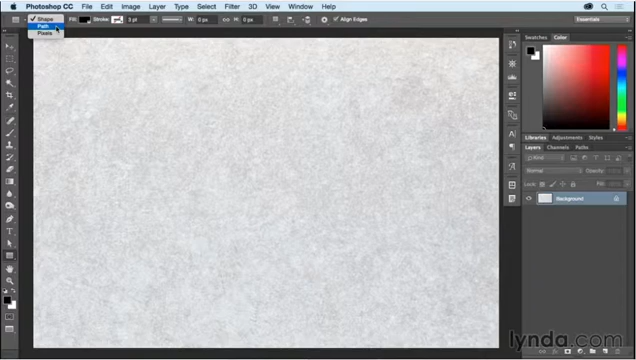 Photoshop CC File Edit Image Layer Type Select Filter 3D View Window Help
Shape Fill: Stroke: 3 pt W: 0 px H: 0 px Align Edges Essentials
Path
Pixels
Swatches Color
Libraries Adjustments Styles
Layers Channels Paths
Kind
Normal Opacity:
Lock: Fill:
Background
lynda.com